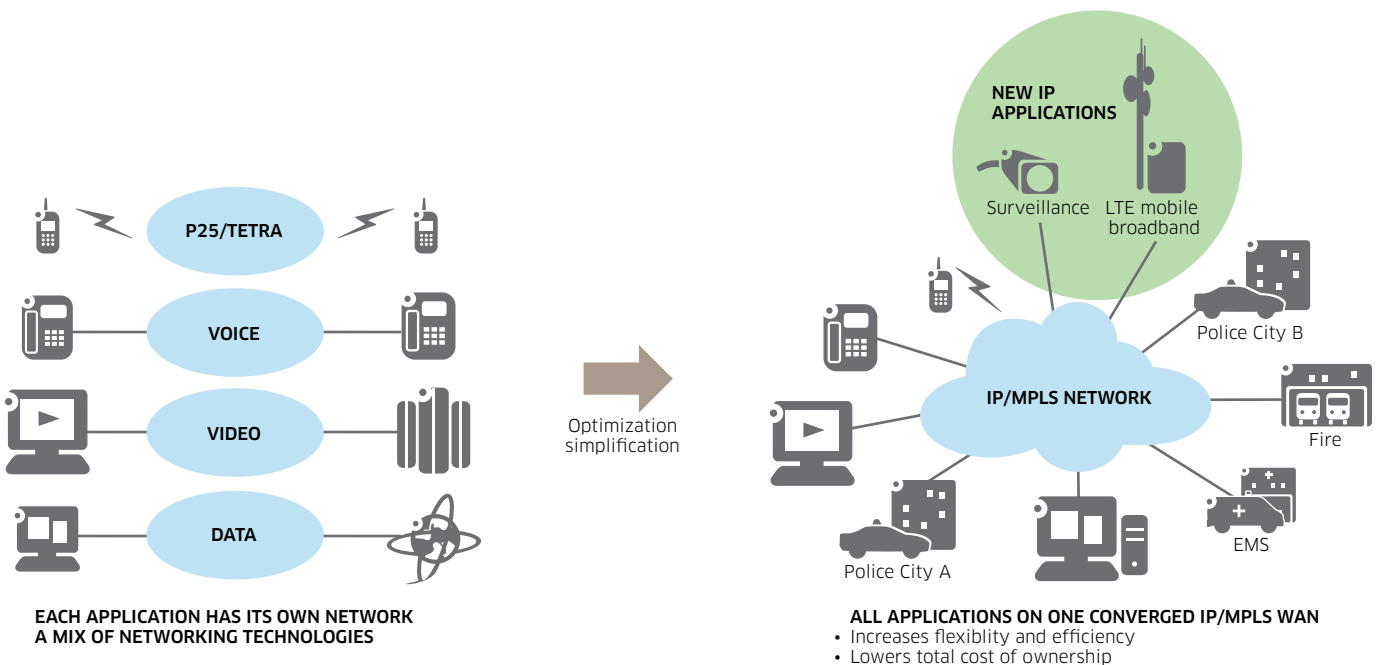 P25/TETRA
VOICE
VIDEO
DATA
EACH APPLICATION HAS ITS OWN NETWORK
A MIX OF NETWORKING TECHNOLOGIES
Optimization
simplification
NEW IP
APPLICATIONS
Surveillance
LTE mobile
broadband
Police City B
IP/MPLS NETWORK
Fire
EMS
Police City A
ALL APPLICATIONS ON ONE CONVERGED IP/MPLS WAN
• Increases flexiblity and efficiency
• Lowers total cost of ownership